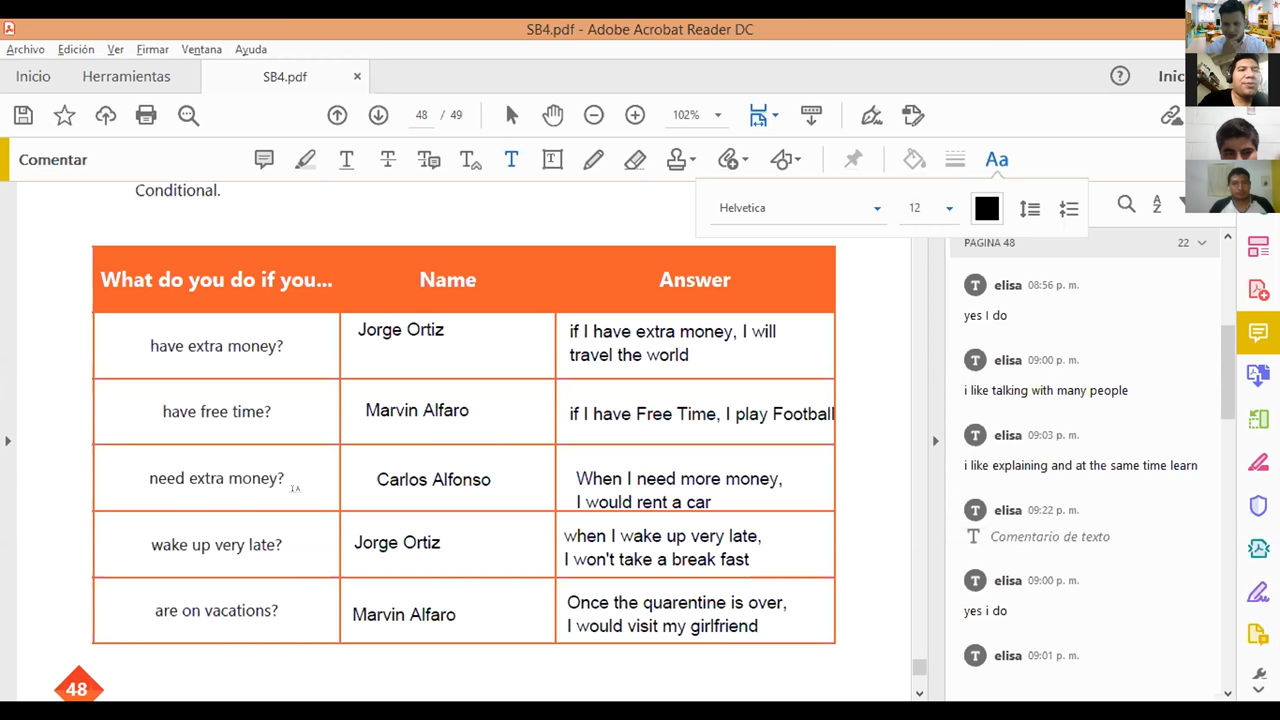 SB4.pdf - Adobe Acrobat Reader DC
Archivo Edición Ver Firmar Ventana Ayuda
Inicio Herramientas SB4.pdf × ? Inic
48 / 49 102%
Comentar
Helvetica 12
Conditional.
PAGINA 48 22
What do you do if you... Name Answer
have extra money? Jorge Ortiz if I have extra money, I will
travel the world
have free time? Marvin Alfaro if I have Free Time, I play Football
need extra money? Carlos Alfonso When I need more money,
I would rent a car
wake up very late? Jorge Ortiz when I wake up very late,
I won't take a break fast
are on vacations? Marvin Alfaro Once the quarentine is over,
I would visit my girlfriend
48
elisa 08:56 p. m.
yes I do
elisa 09:00 p. m.
i like talking with many people
elisa 09:03 p. m.
i like explaining and at the same time learn
elisa 09:22 p. m.
Comentario de texto
elisa 09:00 p. m.
yes i do
elisa 09:01 p. m.